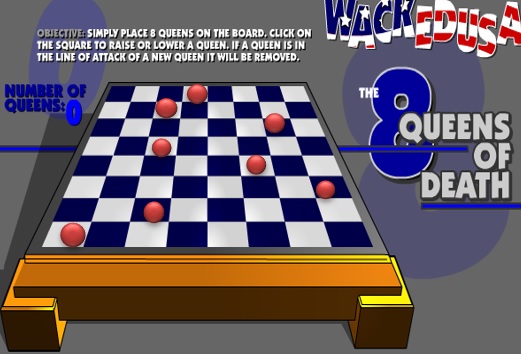 WACKEDUSA
OBJECTIVE: SIMPLY PLACE 8 QUEENS ON THE BOARD. CLICK ON
THE SQUARE TO RAISE OR LOWER A QUEEN. IF A QUEEN IS IN
THE LINE OF ATTACK OF A NEW QUEEN IT WILL BE REMOVED.
NUMBER OF
QUEENS: 0
THE 8
QUEENS
OF
DEATH